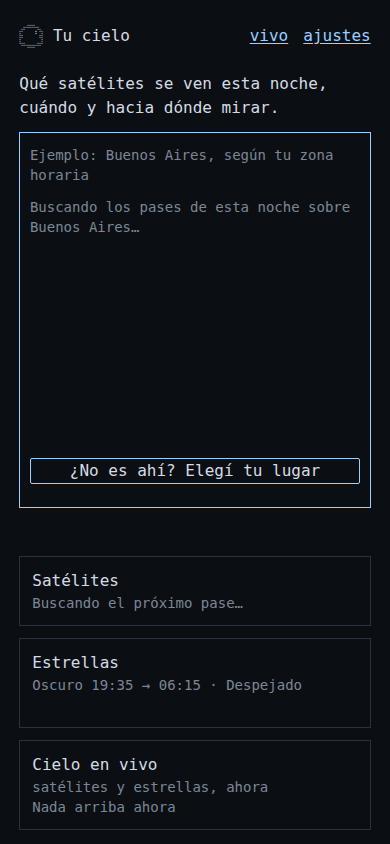 Tu cielo vivo ajustes
Qué satélites se ven esta noche,
cuándo y hacia dónde mirar.
Ejemplo: Buenos Aires, según tu zona
horaria
Buscando los pases de esta noche sobre
Buenos Aires…
¿No es ahí? Elegí tu lugar
Satélites
Buscando el próximo pase…
Estrellas
Oscuro 19:35 → 06:15 · Despejado
Cielo en vivo
satélites y estrellas, ahora
Nada arriba ahora